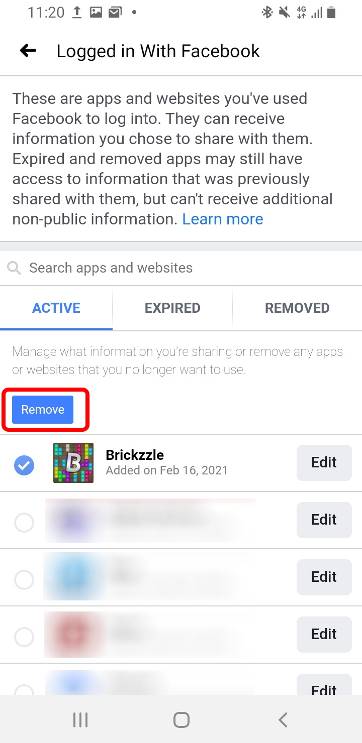 11:20
4G
Logged in With Facebook
These are apps and websites you've used
Facebook to log into. They can receive
information you chose to share with them.
Expired and removed apps may still have
access to information that was previously
shared with them, but can't receive additional
non-public information. Learn more
Search apps and websites
ACTIVE EXPIRED REMOVED
Manage what information you're sharing or remove any apps
or websites that you no longer want to use.
Remove
B
Brickzzle
Added on Feb 16, 2021
Edit
Edit
Edit
Edit
Edit